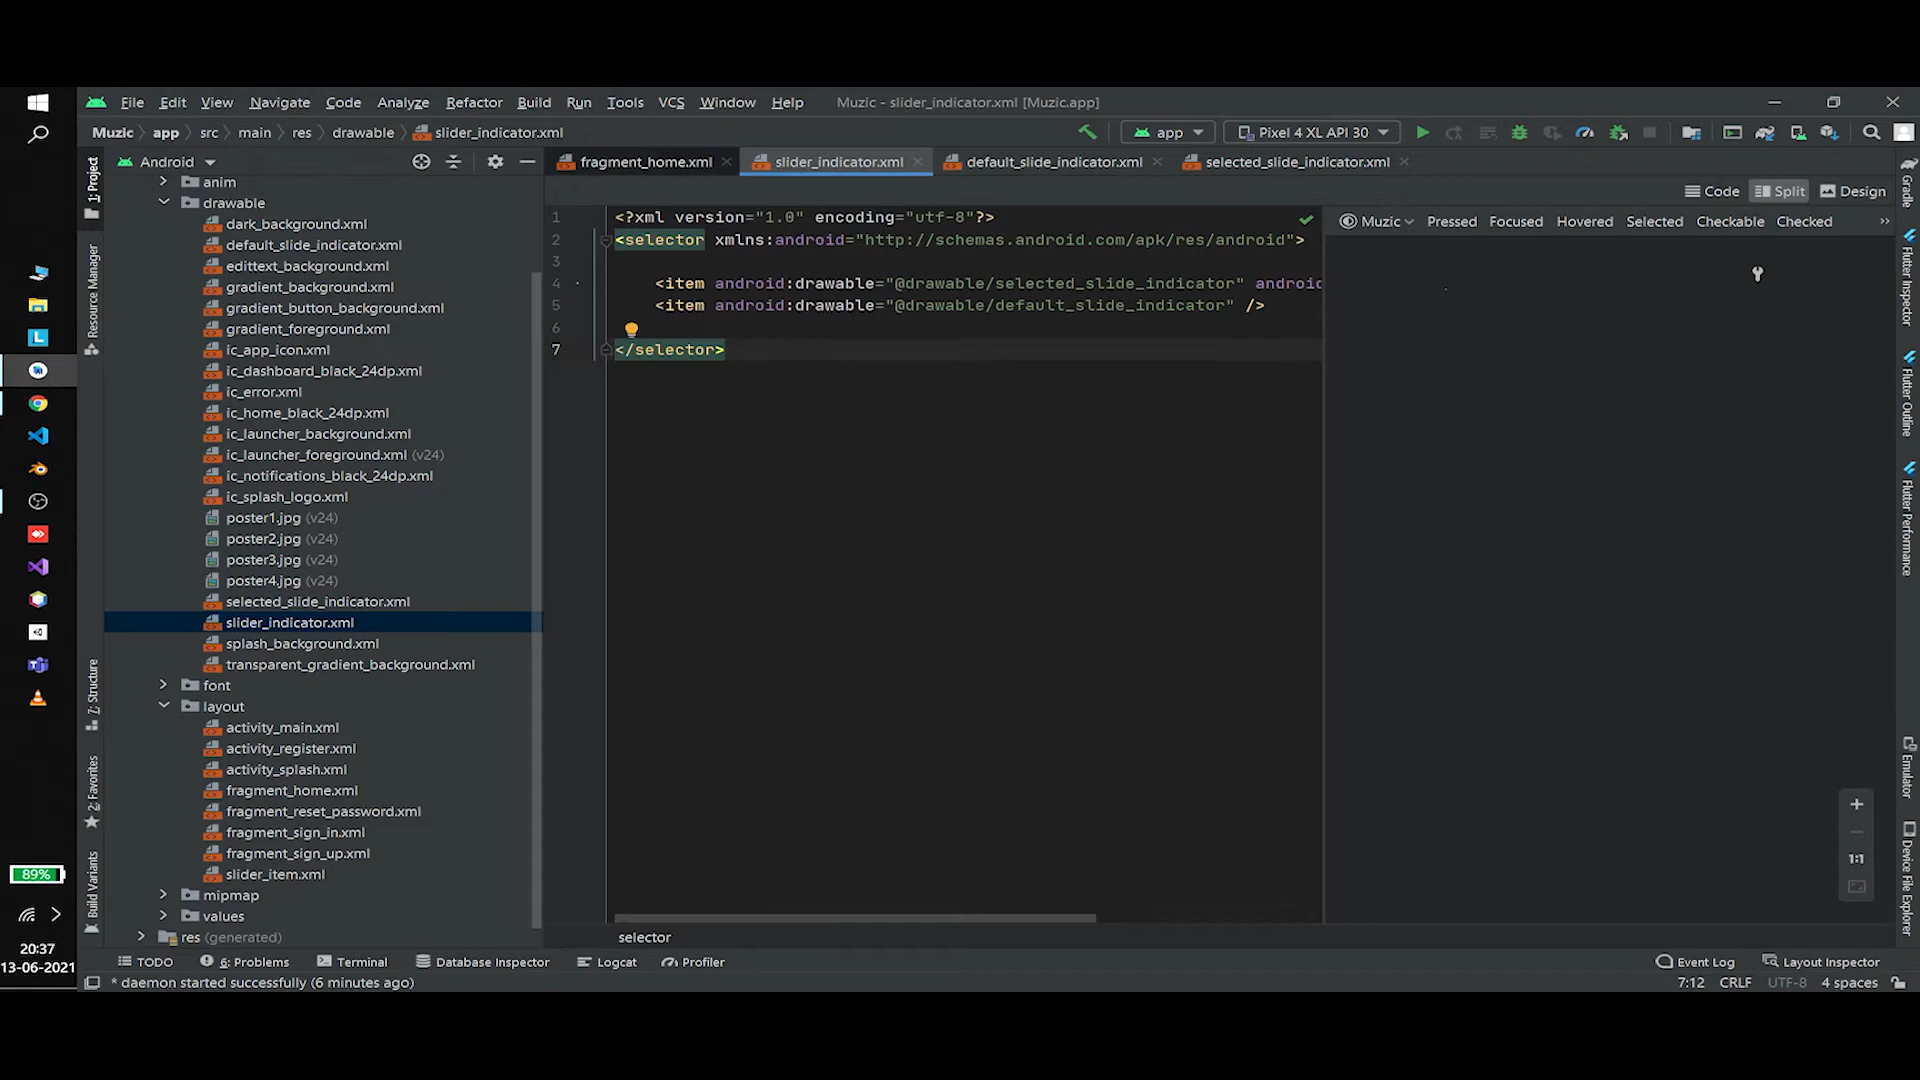 File Edit View Navigate Code Analyze Refactor Build Run Tools VCS Window Help Muzic - slider_indicator.xml [Muzic.app]
Muzic app src main res drawable slider_indicator.xml app Pixel 4 XL API 30
Android
fragment_home.xml slider_indicator.xml default_slide_indicator.xml selected_slide_indicator.xml
Code Split Design
Muzic Pressed Focused Hovered Selected Checkable Checked
1: Project
Resource Manager
7: Structure
2: Favorites
Build Variants
anim
drawable
dark_background.xml
default_slide_indicator.xml
edittext_background.xml
gradient_background.xml
gradient_button_background.xml
gradient_foreground.xml
ic_app_icon.xml
ic_dashboard_black_24dp.xml
ic_error.xml
ic_home_black_24dp.xml
ic_launcher_background.xml
ic_launcher_foreground.xml (v24)
ic_notifications_black_24dp.xml
ic_splash_logo.xml
poster1.jpg (v24)
poster2.jpg (v24)
poster3.jpg (v24)
poster4.jpg (v24)
selected_slide_indicator.xml
slider_indicator.xml
splash_background.xml
transparent_gradient_background.xml
font
layout
activity_main.xml
activity_register.xml
activity_splash.xml
fragment_home.xml
fragment_reset_password.xml
fragment_sign_in.xml
fragment_sign_up.xml
slider_item.xml
mipmap
values
res (generated)
1 <?xml version="1.0" encoding="utf-8"?>
2 <selector xmlns:android="http://schemas.android.com/apk/res/android">
3
4 <item android:drawable="@drawable/selected_slide_indicator" android
5 <item android:drawable="@drawable/default_slide_indicator" />
6
7 </selector>
selector
1:1
Gradle
Flutter Inspector
Flutter Outline
Flutter Performance
Emulator
Device File Explorer
TODO 6: Problems Terminal Database Inspector Logcat Profiler Event Log Layout Inspector
* daemon started successfully (6 minutes ago) 7:12 CRLF UTF-8 4 spaces
89%
20:37
13-06-2021